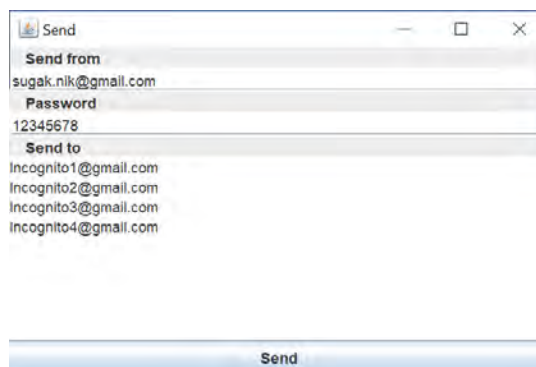 Send
Send from
sugak.nik@gmail.com
Password
12345678
Send to
Incognito1@gmail.com
Incognito2@gmail.com
Incognito3@gmail.com
Incognito4@gmail.com
Send